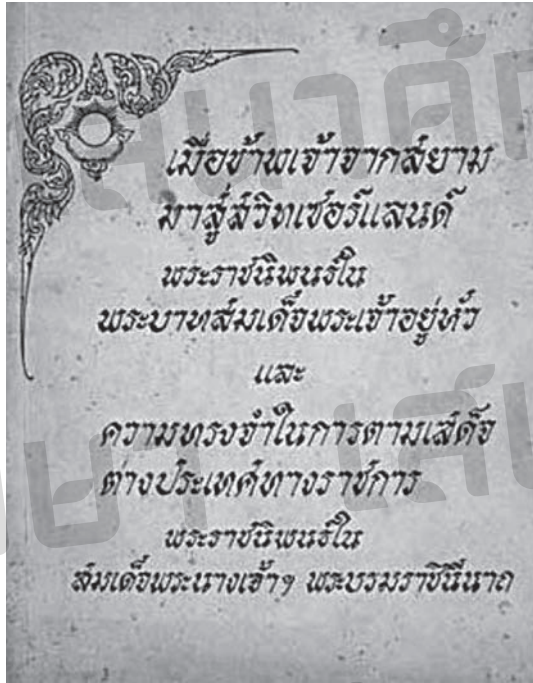 เมื่อข้าพเจ้าจากสยาม
มาสู่สวิทเซอร์แลนด์
พระราชนิพนธ์ใน
พระบาทสมเด็จพระเจ้าอยู่หัว
และ
ความทรงจำในการตามเสด็จ
ต่างประเทศทางราชการ
พระราชนิพนธ์ใน
สมเด็จพระนางเจ้าฯ พระบรมราชินีนาถ